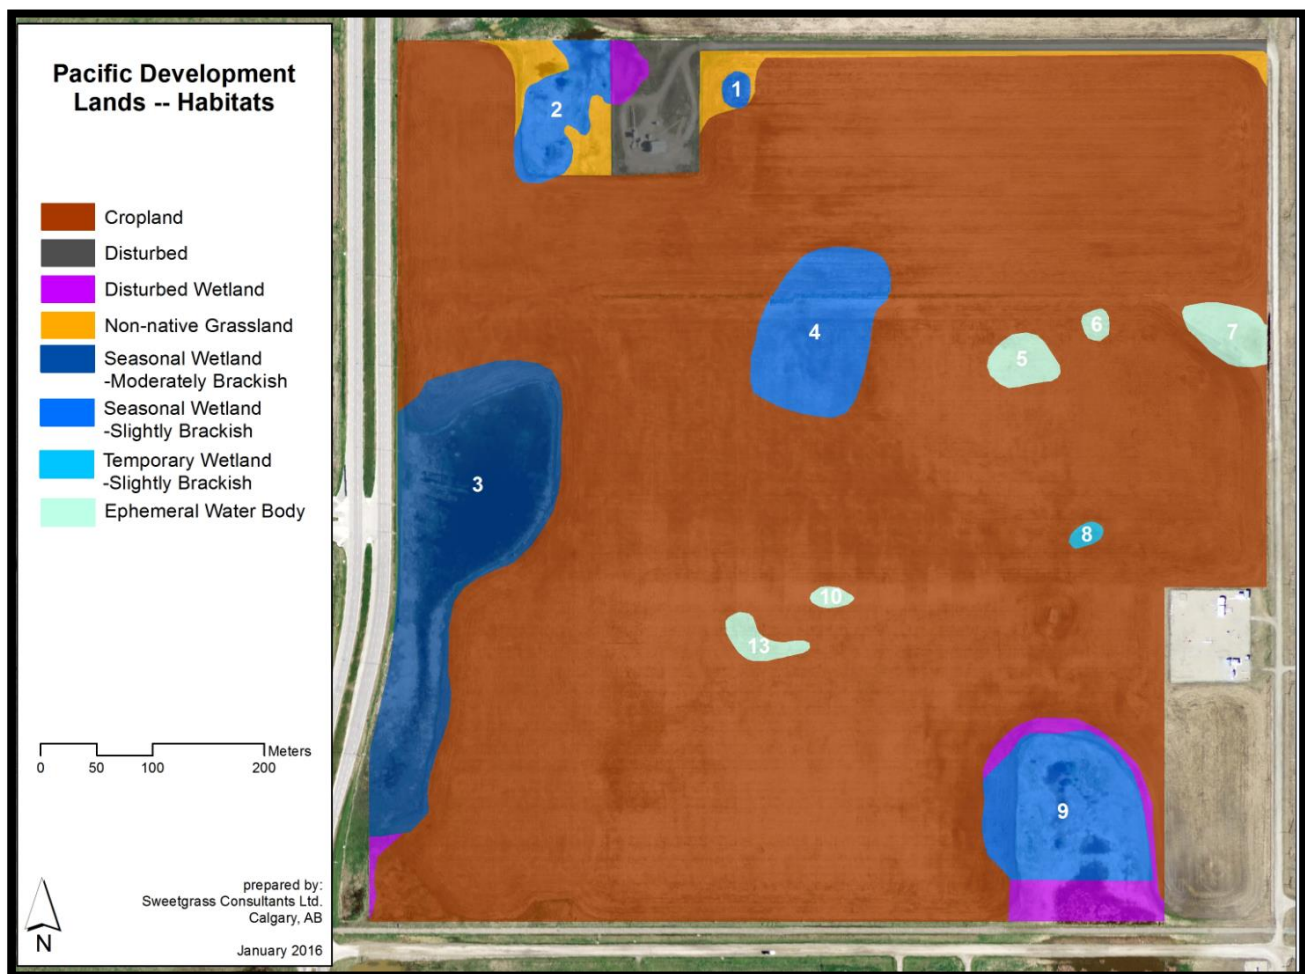 Pacific Development
Lands -- Habitats
Cropland
Disturbed
Disturbed Wetland
Non-native Grassland
Seasonal Wetland
-Moderately Brackish
Seasonal Wetland
-Slightly Brackish
Temporary Wetland
-Slightly Brackish
Ephemeral Water Body
Meters
0 50 100 200
prepared by:
Sweetgrass Consultants Ltd.
Calgary, AB
January 2016
N
1
2
3
4
5
6
7
8
10
13
9